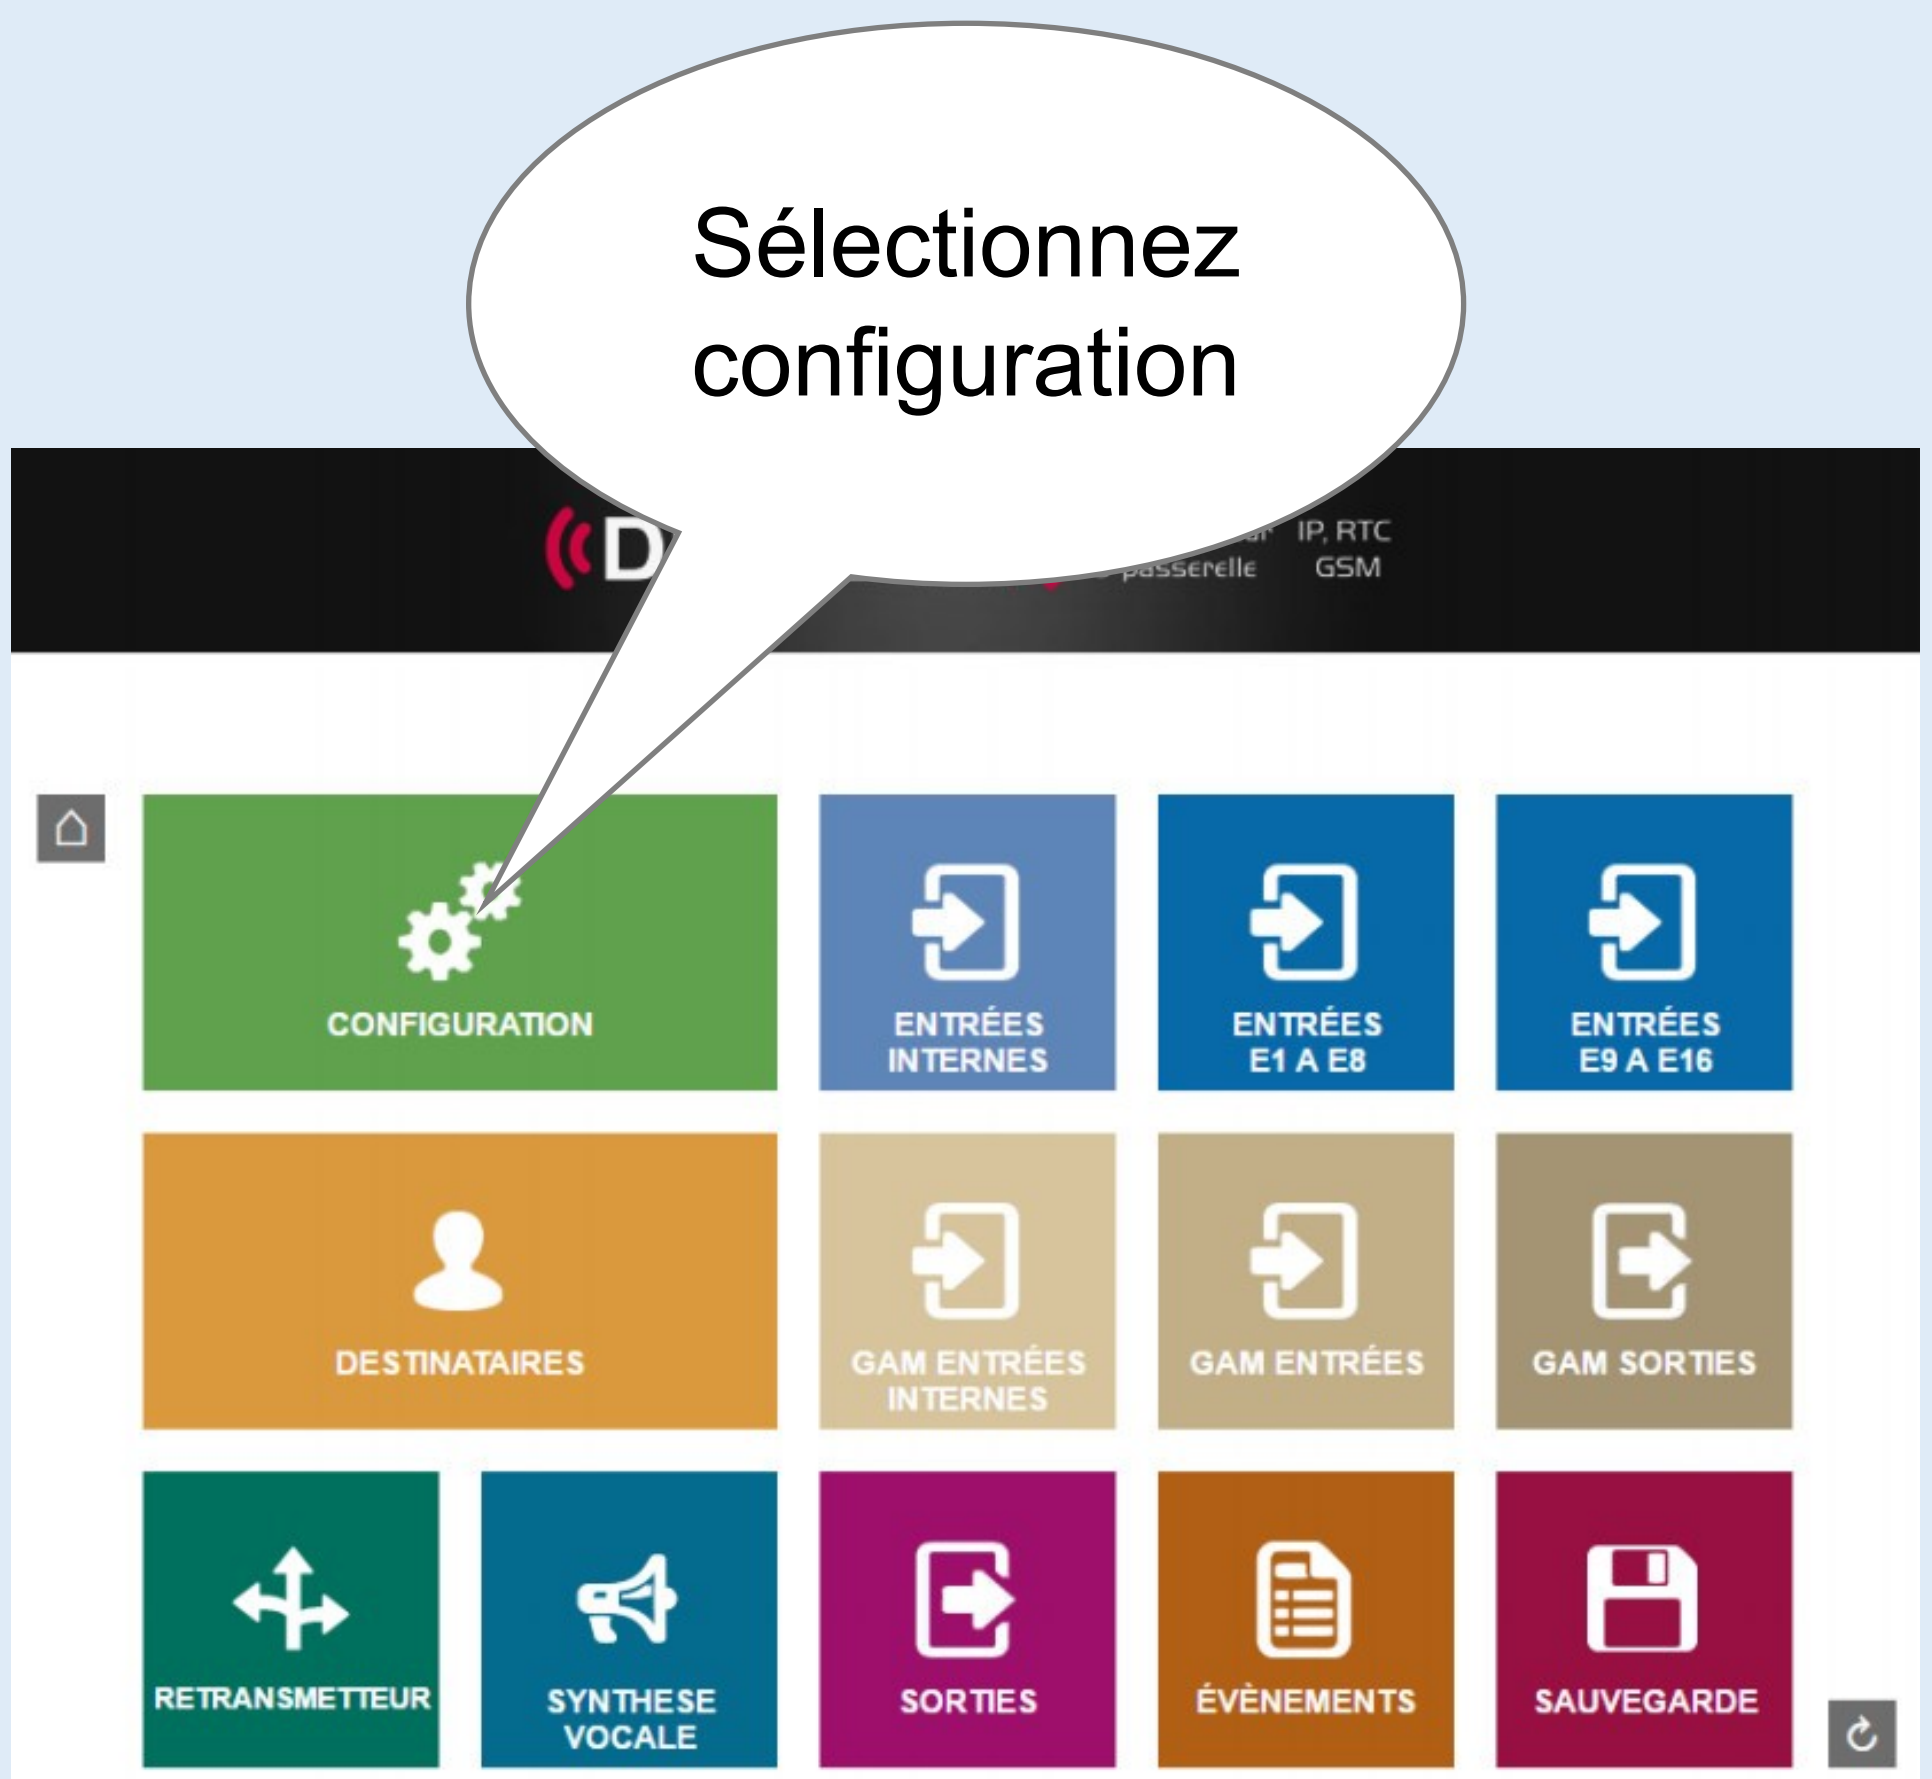 Sélectionnez
configuration
IP, RTC
passerelle GSM
CONFIGURATION
ENTRÉES
INTERNES
ENTRÉES
E1 A E8
ENTRÉES
E9 A E16
DESTINATAIRES
GAM ENTRÉES
INTERNES
GAM ENTRÉES
GAM SORTIES
RETRANSMETTEUR
SYNTHESE
VOCALE
SORTIES
ÉVÈNEMENTS
SAUVEGARDE